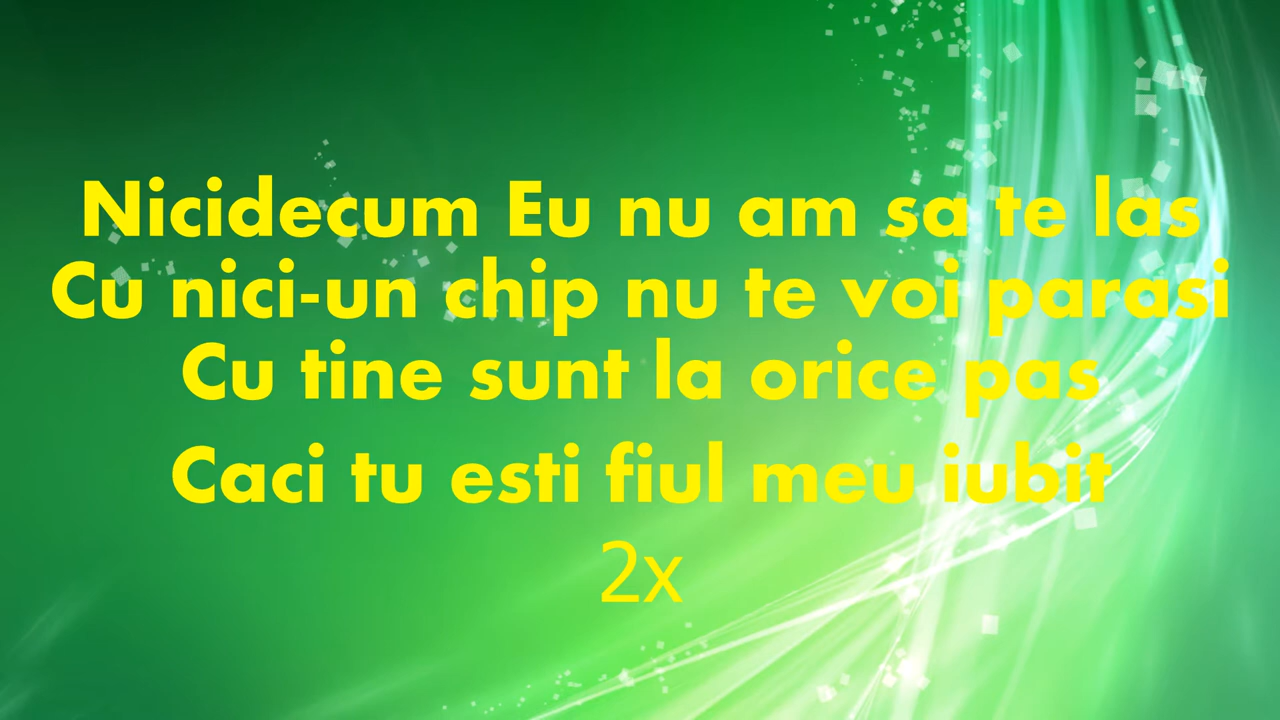 Nicidecum Eu nu am sa te las
Cu nici-un chip nu te voi parasi
Cu tine sunt la orice pas
Caci tu esti fiul meu iubit
2x